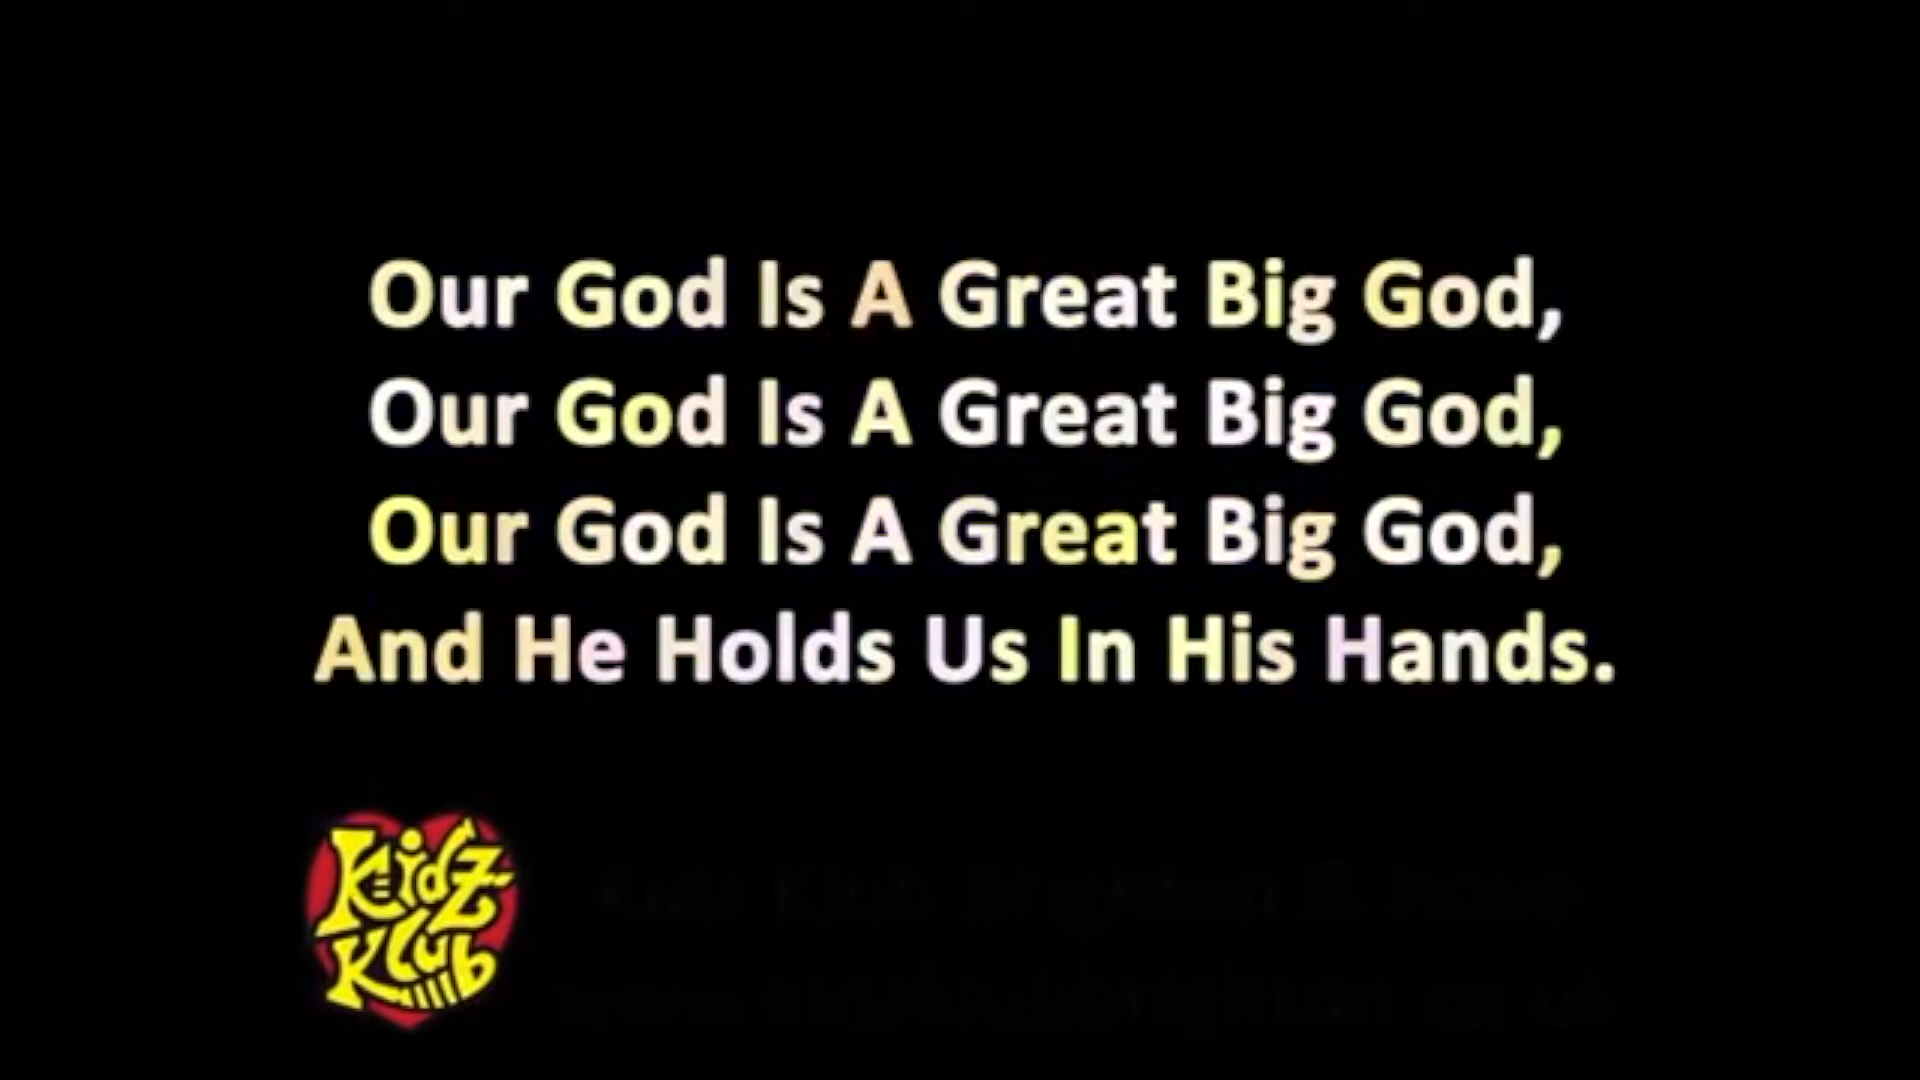 Our God Is A Great Big God,
Our God Is A Great Big God,
Our God Is A Great Big God,
And He Holds Us In His Hands.
Kidz
Klub